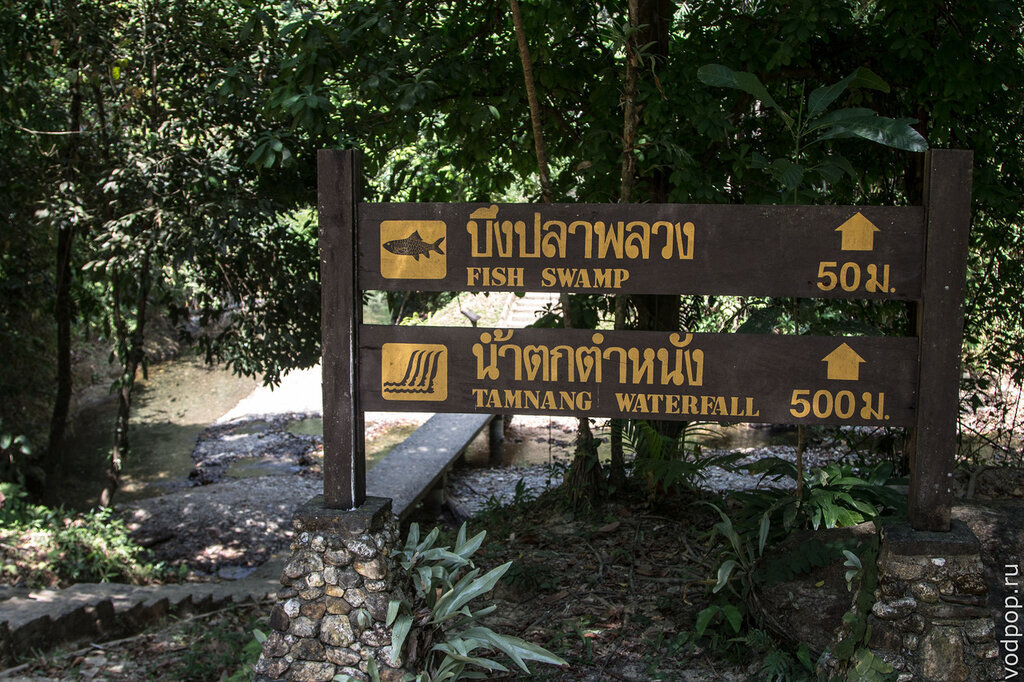 บึงปลาพลวง
FISH SWAMP
50 ม.
น้ำตกตำหนัง
TAMNANG WATERFALL
500 ม.
vodpop.ru